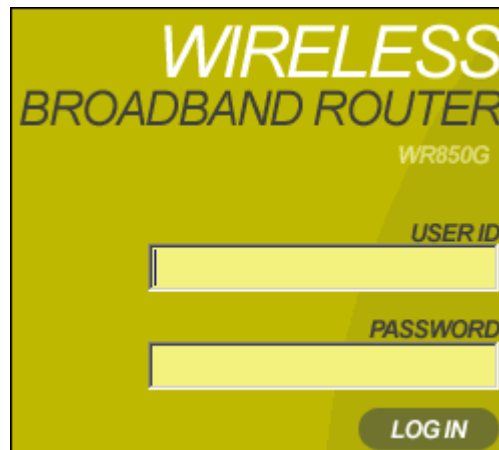 WIRELESS
BROADBAND ROUTER
WR850G
USER ID
PASSWORD
LOG IN